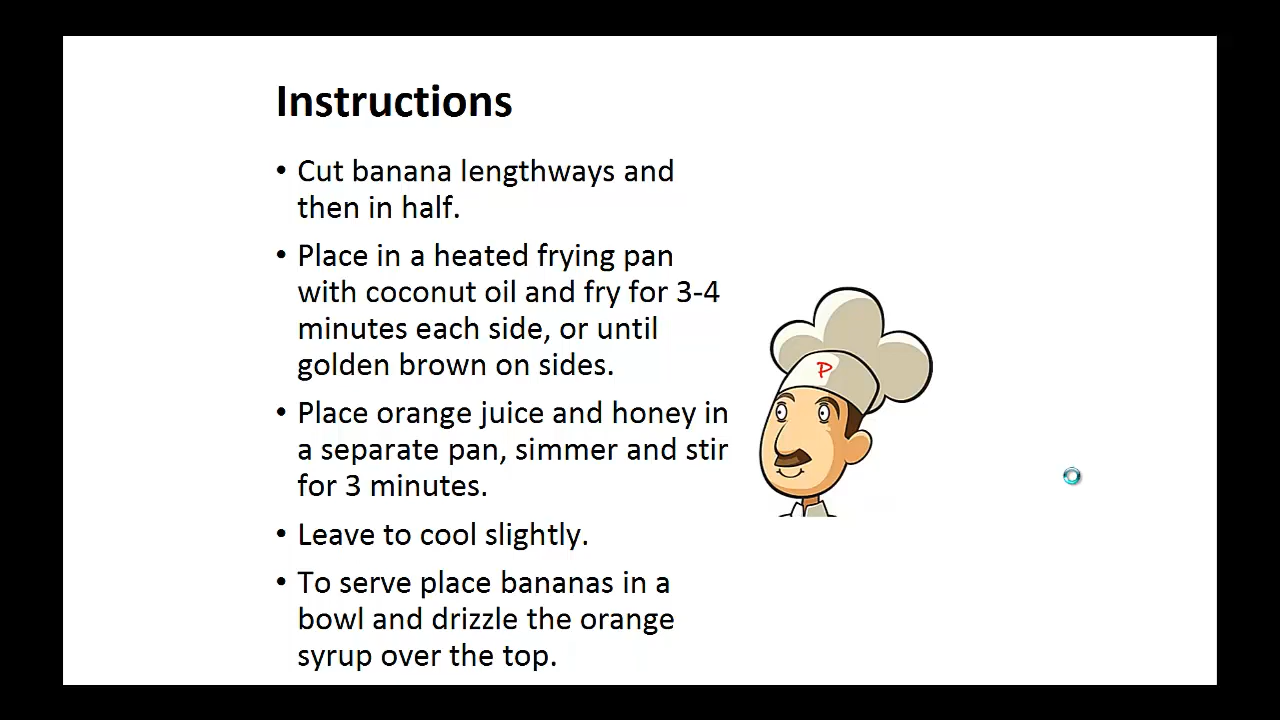 Instructions
• Cut banana lengthways and
then in half.
• Place in a heated frying pan
with coconut oil and fry for 3-4
minutes each side, or until
golden brown on sides.
• Place orange juice and honey in
a separate pan, simmer and stir
for 3 minutes.
• Leave to cool slightly.
• To serve place bananas in a
bowl and drizzle the orange
syrup over the top.
P